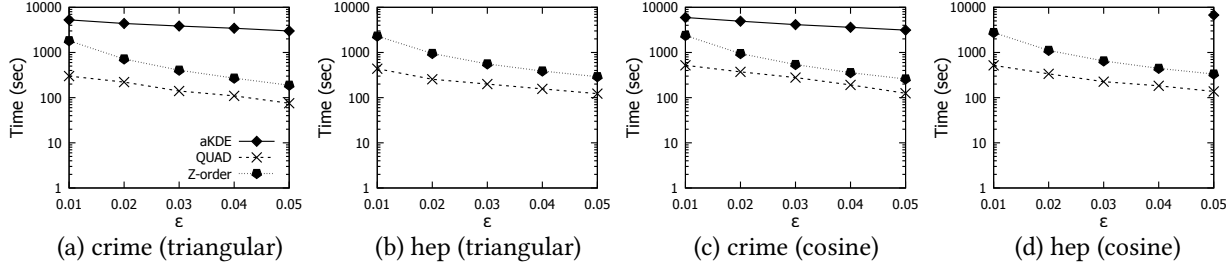 Time (sec)
10000
1000
100
10
1
aKDE
QUAD
Z-order
0.01 0.02 0.03 0.04 0.05
ε
(a) crime (triangular)
Time (sec)
10000
1000
100
10
1
0.01 0.02 0.03 0.04 0.05
ε
(b) hep (triangular)
Time (sec)
10000
1000
100
10
1
0.01 0.02 0.03 0.04 0.05
ε
(c) crime (cosine)
Time (sec)
10000
1000
100
10
1
0.01 0.02 0.03 0.04 0.05
ε
(d) hep (cosine)